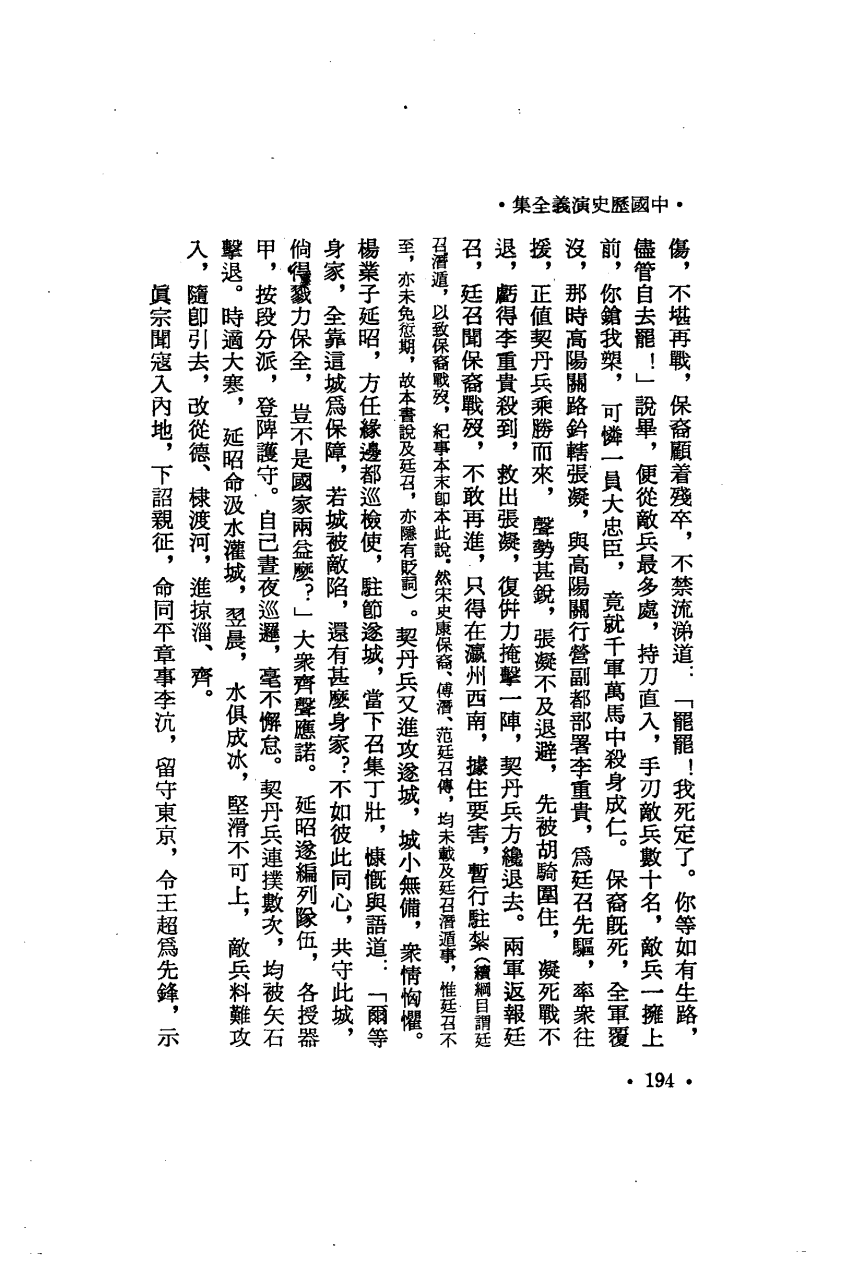 •中國歷史演義全集•
傷，不堪再戰，保裔顧着殘卒，不禁流涕道：「罷罷！我死定了。你等如有生路，
儘管自去罷！」說畢，便從敵兵最多處，持刀直入，手刃敵兵數十名，敵兵一擁上
前，你鎗我槊，可憐一員大忠臣，竟就千軍萬馬中殺身成仁。保裔旣死，全軍覆
沒，那時高陽關路鈐轄張凝，與高陽關行營副都部署李重貴，爲廷召先驅，率衆往
援，正值契丹兵乘勝而來，聲勢甚銳，張凝不及退避，先被胡騎圍住，凝死戰不
退，虧得李重貴殺到，救出張凝，復併力掩擊一陣，契丹兵方纔退去。兩軍返報廷
召，廷召聞保裔戰歿，不敢再進，只得在瀛州西南，據住要害，暫行駐紮（續綱目謂廷
召潛遁，以致保裔戰歿，紀事本末卽本此說。然宋史康保裔、傅潛、范廷召傳，均未載及廷召潛遁事，惟廷召不
至，亦未免愆期，故本書說及廷召，亦隱有貶詞）。契丹兵又進攻遂城，城小無備，衆情恟懼。
楊業子延昭，方任緣邊都巡檢使，駐節遂城，當下召集丁壯，慷慨與語道：「爾等
身家，全靠這城爲保障，若城被敵陷，還有甚麽身家？不如彼此同心，共守此城，
倘得戮力保全，豈不是國家兩益麽？」大衆齊聲應諾。延昭遂編列隊伍，各授器
甲，按段分派，登陴護守。自己晝夜巡邏，毫不懈怠。契丹兵連撲數次，均被矢石
擊退。時適大寒，延昭命汲水灌城，翌晨，水俱成冰，堅滑不可上，敵兵料難攻
入，隨卽引去，改從德、棣渡河，進掠淄、齊。
眞宗聞寇入內地，下詔親征，命同平章事李沆，留守東京，令王超爲先鋒，示
•194•